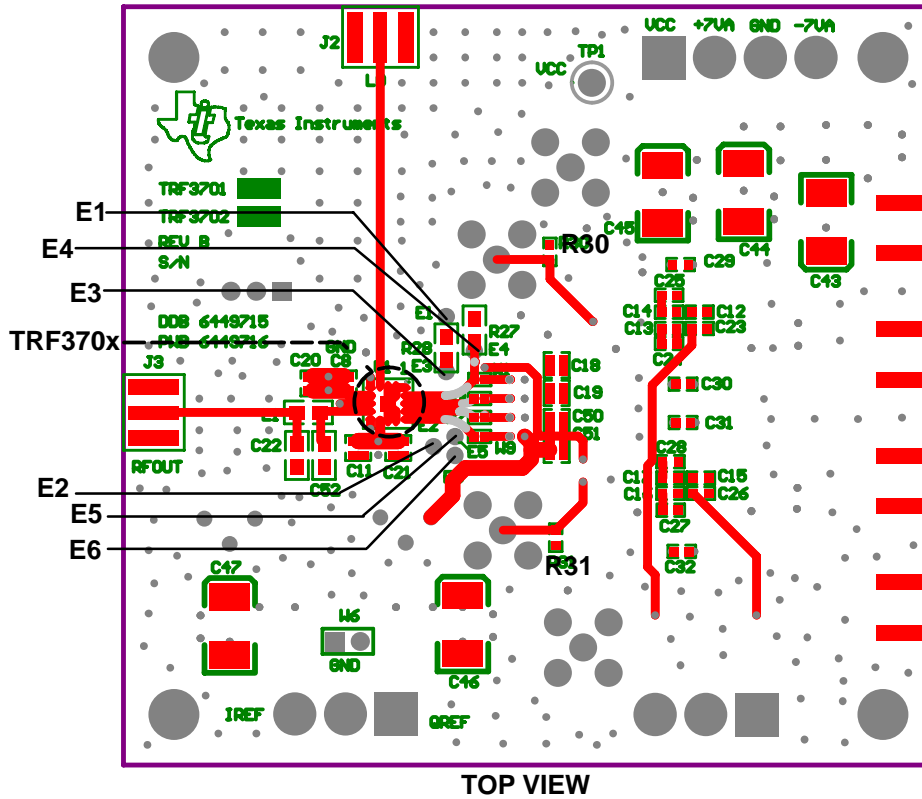 VCC +7VA GND -7VA
J2
TP1
VCC
LO
Texas Instruments
TRF3701
TRF3702
REV B
S/N
E1
E4
E3
TRF370x
E2
E5
E6
R30
C45
C44
C43
C29
C25
C14
C12
C13
C23
E1
R27
R28
E4
E3
DDB 6449715
PWB 6449716
GND
J3
C20
C8
C18
C19
C30
C50
C51
C31
E2
E5
W9
C22
RFOUT
C11
C21
C52
C28
C15
C26
C27
C32
R31
C47
W6
GND
C46
IREF
QREF
TOP VIEW